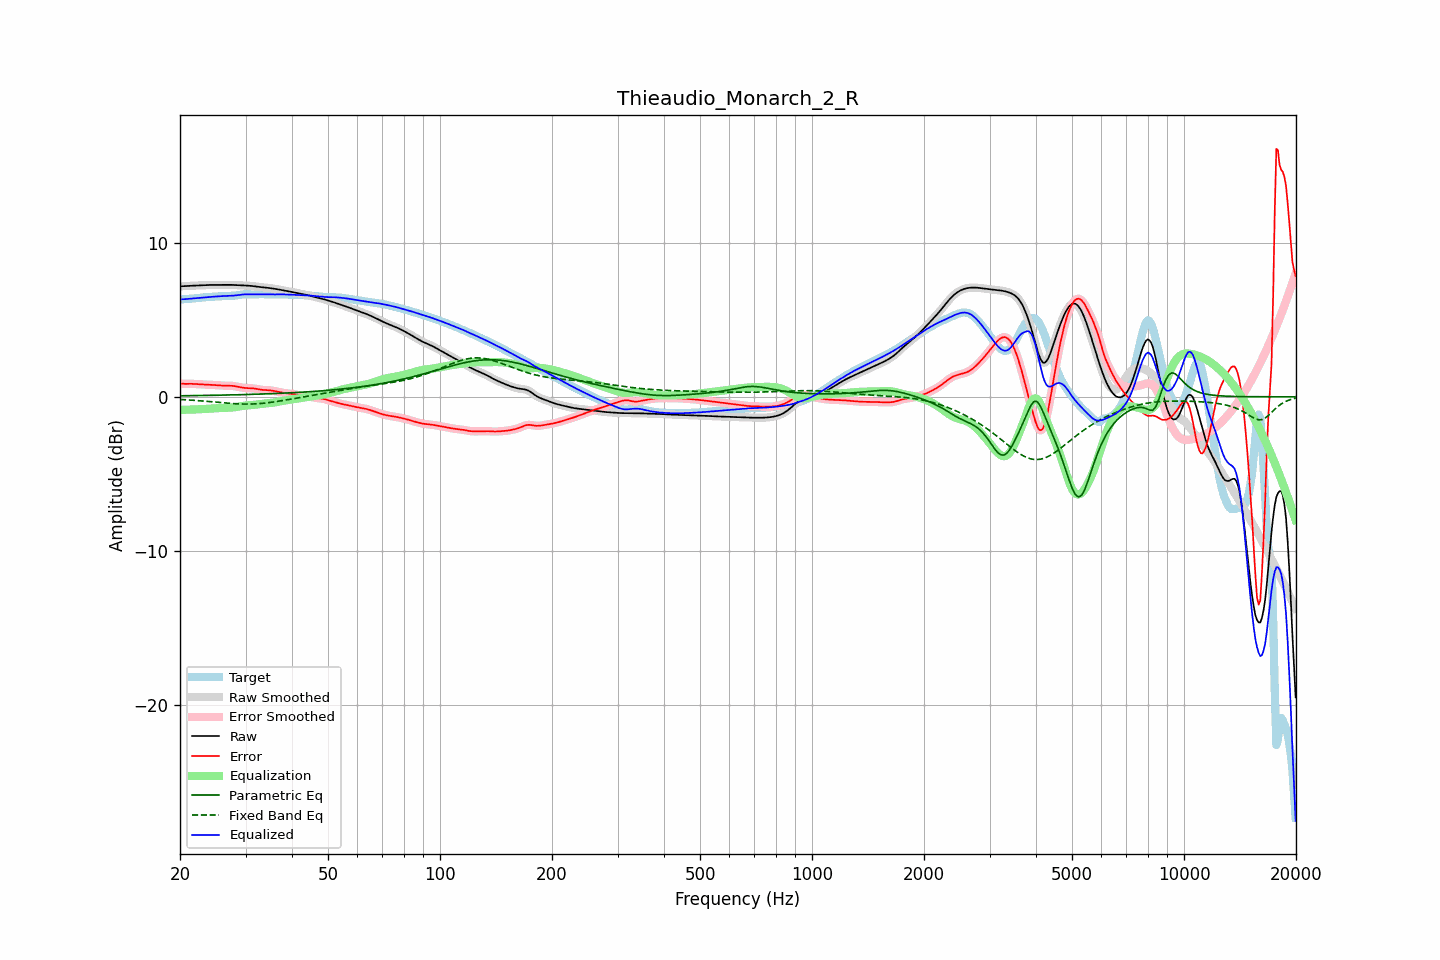 Thieaudio_Monarch_2_R
Amplitude (dBr)
10
0
−10
−20
Target
Raw Smoothed
Error Smoothed
Raw
Error
Equalization
Parametric Eq
Fixed Band Eq
Equalized
20 50 100 200 500 1000 2000 5000 10000 20000
Frequency (Hz)